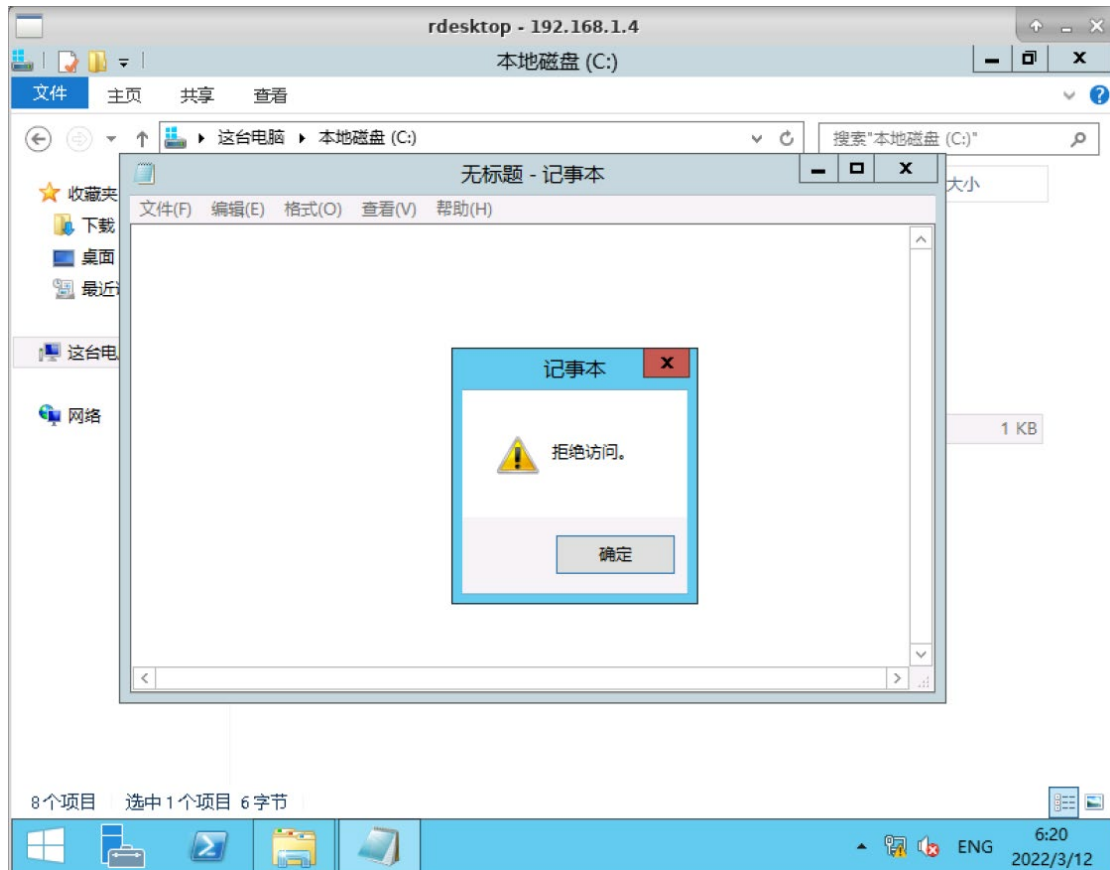 rdesktop - 192.168.1.4
本地磁盘 (C:)
文件 主页 共享 查看
这台电脑 本地磁盘 (C:) 搜索"本地磁盘 (C:)"
无标题 - 记事本
大小
收藏夹
文件(F) 编辑(E) 格式(O) 查看(V) 帮助(H)
下载
桌面
最近
这台电
记事本
网络
1 KB
拒绝访问。
确定
8个项目 选中1个项目 6字节
ENG
6:20
2022/3/12